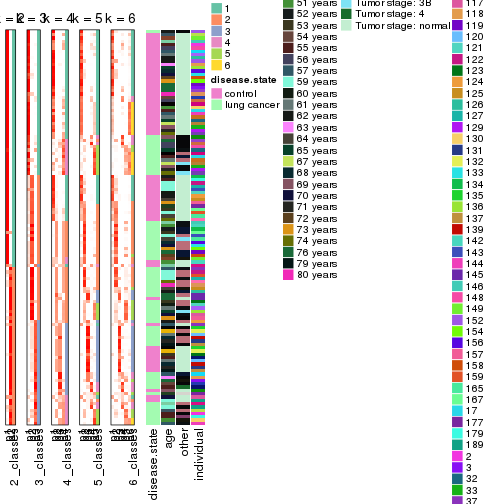 k = 3 k = 4 k = 5 k = 6
1
2
3
4
5
6
disease.state
control
lung cancer
51 years
52 years
53 years
54 years
55 years
56 years
57 years
59 years
60 years
61 years
62 years
63 years
64 years
65 years
67 years
68 years
69 years
70 years
71 years
72 years
73 years
74 years
76 years
79 years
80 years
Tumor stage: 3B
Tumor stage: 4
Tumor stage: normal
117
118
119
120
121
122
123
124
125
126
127
129
130
131
132
133
134
135
136
137
139
142
143
144
145
146
148
149
152
154
156
157
158
159
165
167
17
177
179
189
2
3
32
33
37
2_classes
3_classes
4_classes
5_classes
6_classes
disease.state
age
other
individual